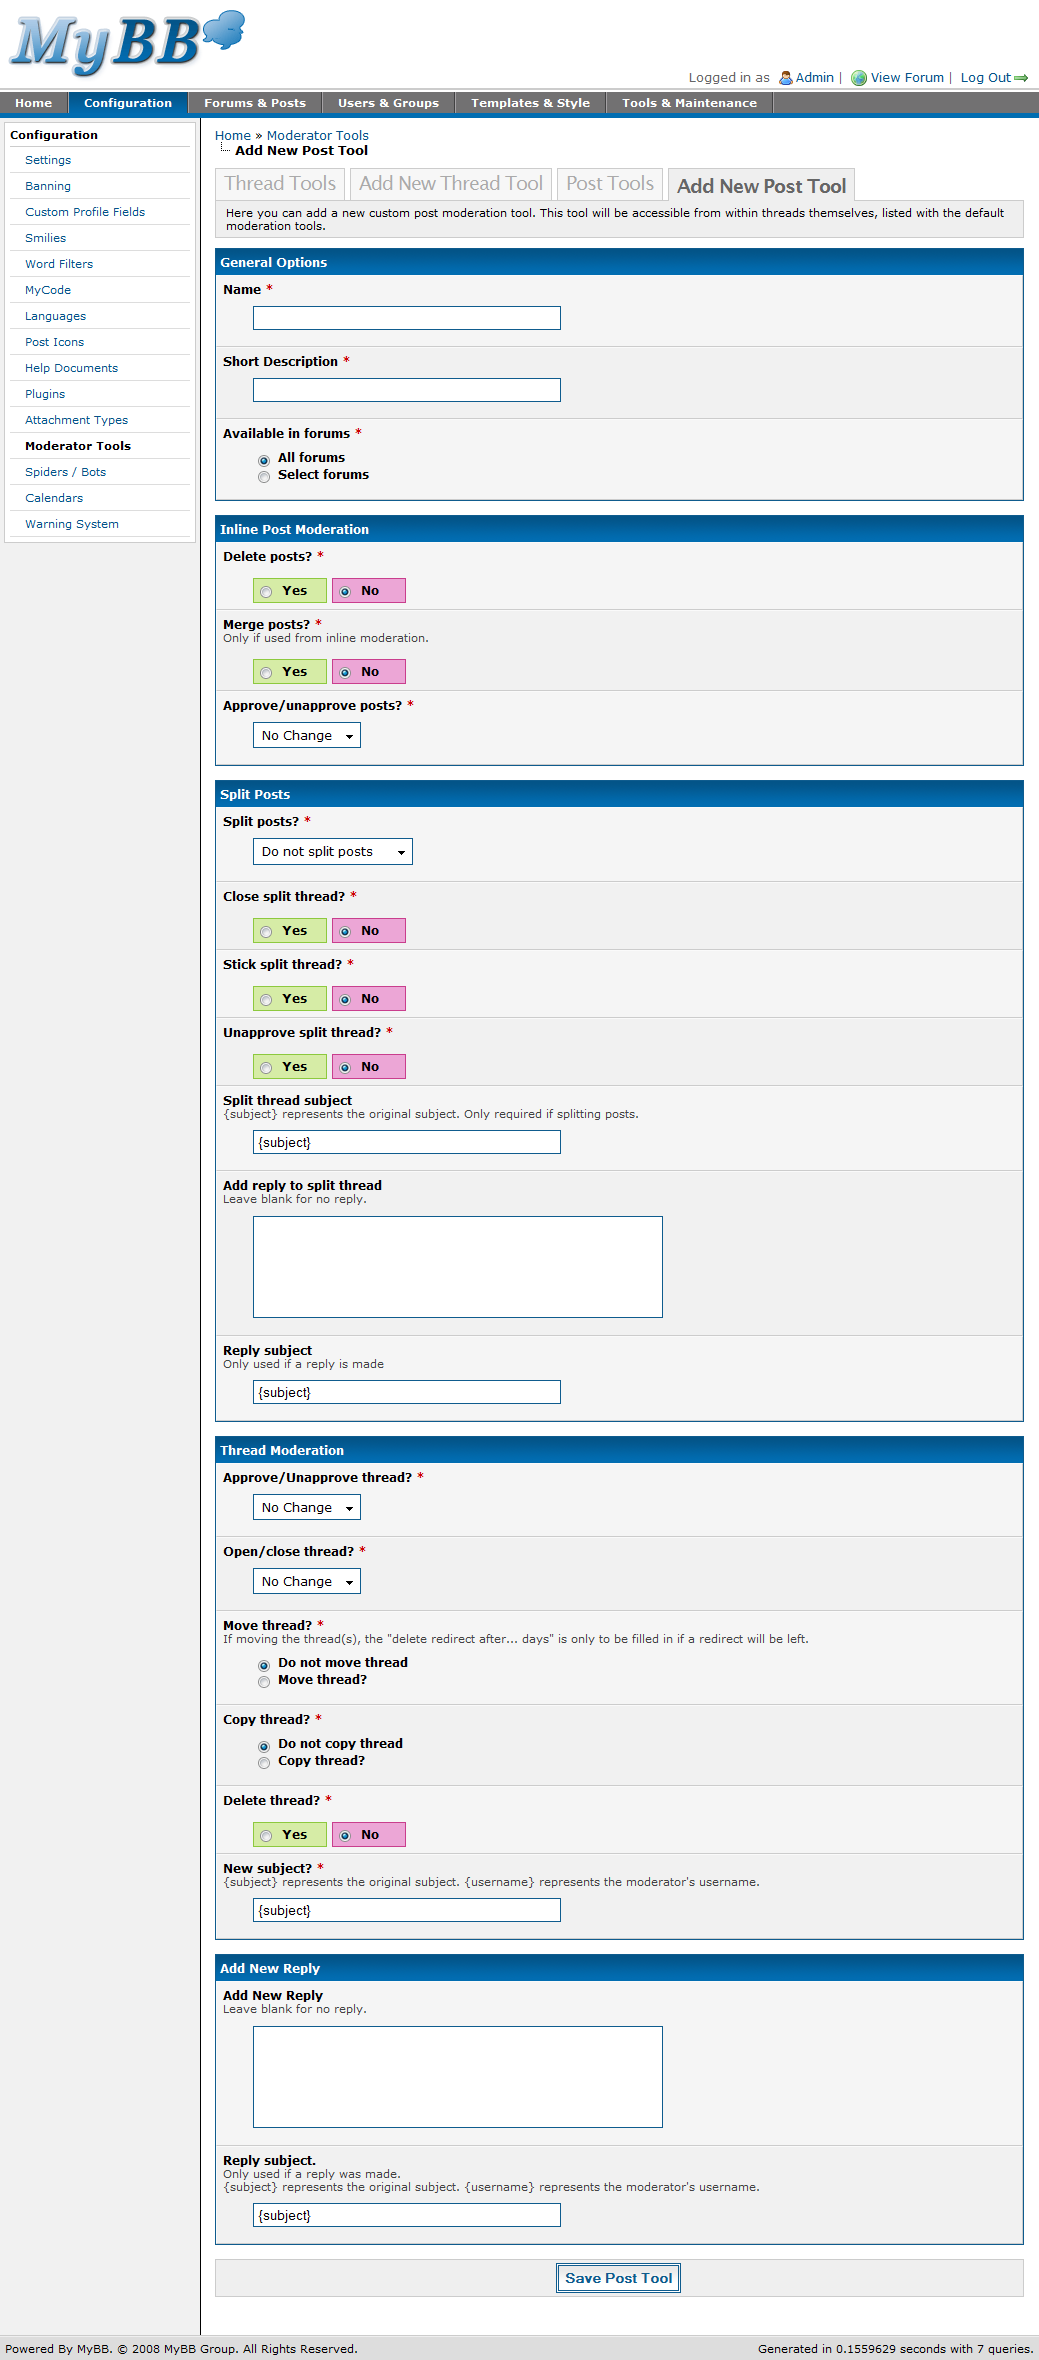 MyBB
Logged in as Admin | View Forum | Log Out
Home Configuration Forums & Posts Users & Groups Templates & Style Tools & Maintenance
Configuration
Settings
Banning
Custom Profile Fields
Smilies
Word Filters
MyCode
Languages
Post Icons
Help Documents
Plugins
Attachment Types
Moderator Tools
Spiders / Bots
Calendars
Warning System
Home » Moderator Tools
Add New Post Tool
Thread Tools Add New Thread Tool Post Tools Add New Post Tool
Here you can add a new custom post moderation tool. This tool will be accessible from within threads themselves, listed with the default
moderation tools.
General Options
Name *
Short Description *
Available in forums *
All forums
Select forums
Inline Post Moderation
Delete posts? *
Yes No
Merge posts? *
Only if used from inline moderation.
Yes No
Approve/unapprove posts? *
No Change
Split Posts
Split posts? *
Do not split posts
Close split thread? *
Yes No
Stick split thread? *
Yes No
Unapprove split thread? *
Yes No
Split thread subject
{subject} represents the original subject. Only required if splitting posts.
{subject}
Add reply to split thread
Leave blank for no reply.
Reply subject
Only used if a reply is made
{subject}
Thread Moderation
Approve/Unapprove thread? *
No Change
Open/close thread? *
No Change
Move thread? *
If moving the thread(s), the "delete redirect after... days" is only to be filled in if a redirect will be left.
Do not move thread
Move thread?
Copy thread? *
Do not copy thread
Copy thread?
Delete thread? *
Yes No
New subject? *
{subject} represents the original subject. {username} represents the moderator's username.
{subject}
Add New Reply
Add New Reply
Leave blank for no reply.
Reply subject.
Only used if a reply was made.
{subject} represents the original subject. {username} represents the moderator's username.
{subject}
Save Post Tool
Powered By MyBB. © 2008 MyBB Group. All Rights Reserved. Generated in 0.1559629 seconds with 7 queries.